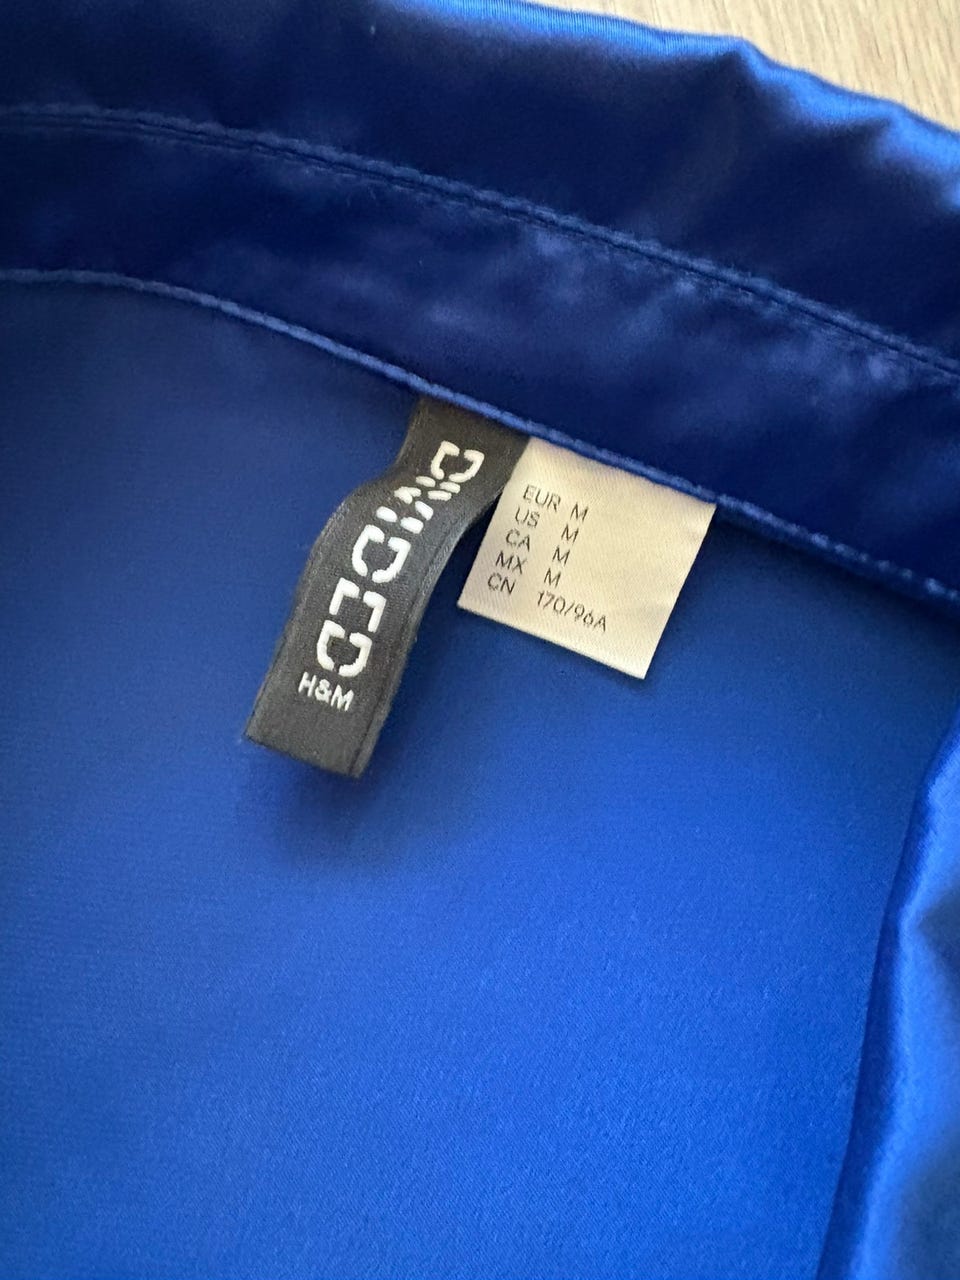 DIVIDED
H&M
EUR M
US M
CA M
MX M
CN 170/96A